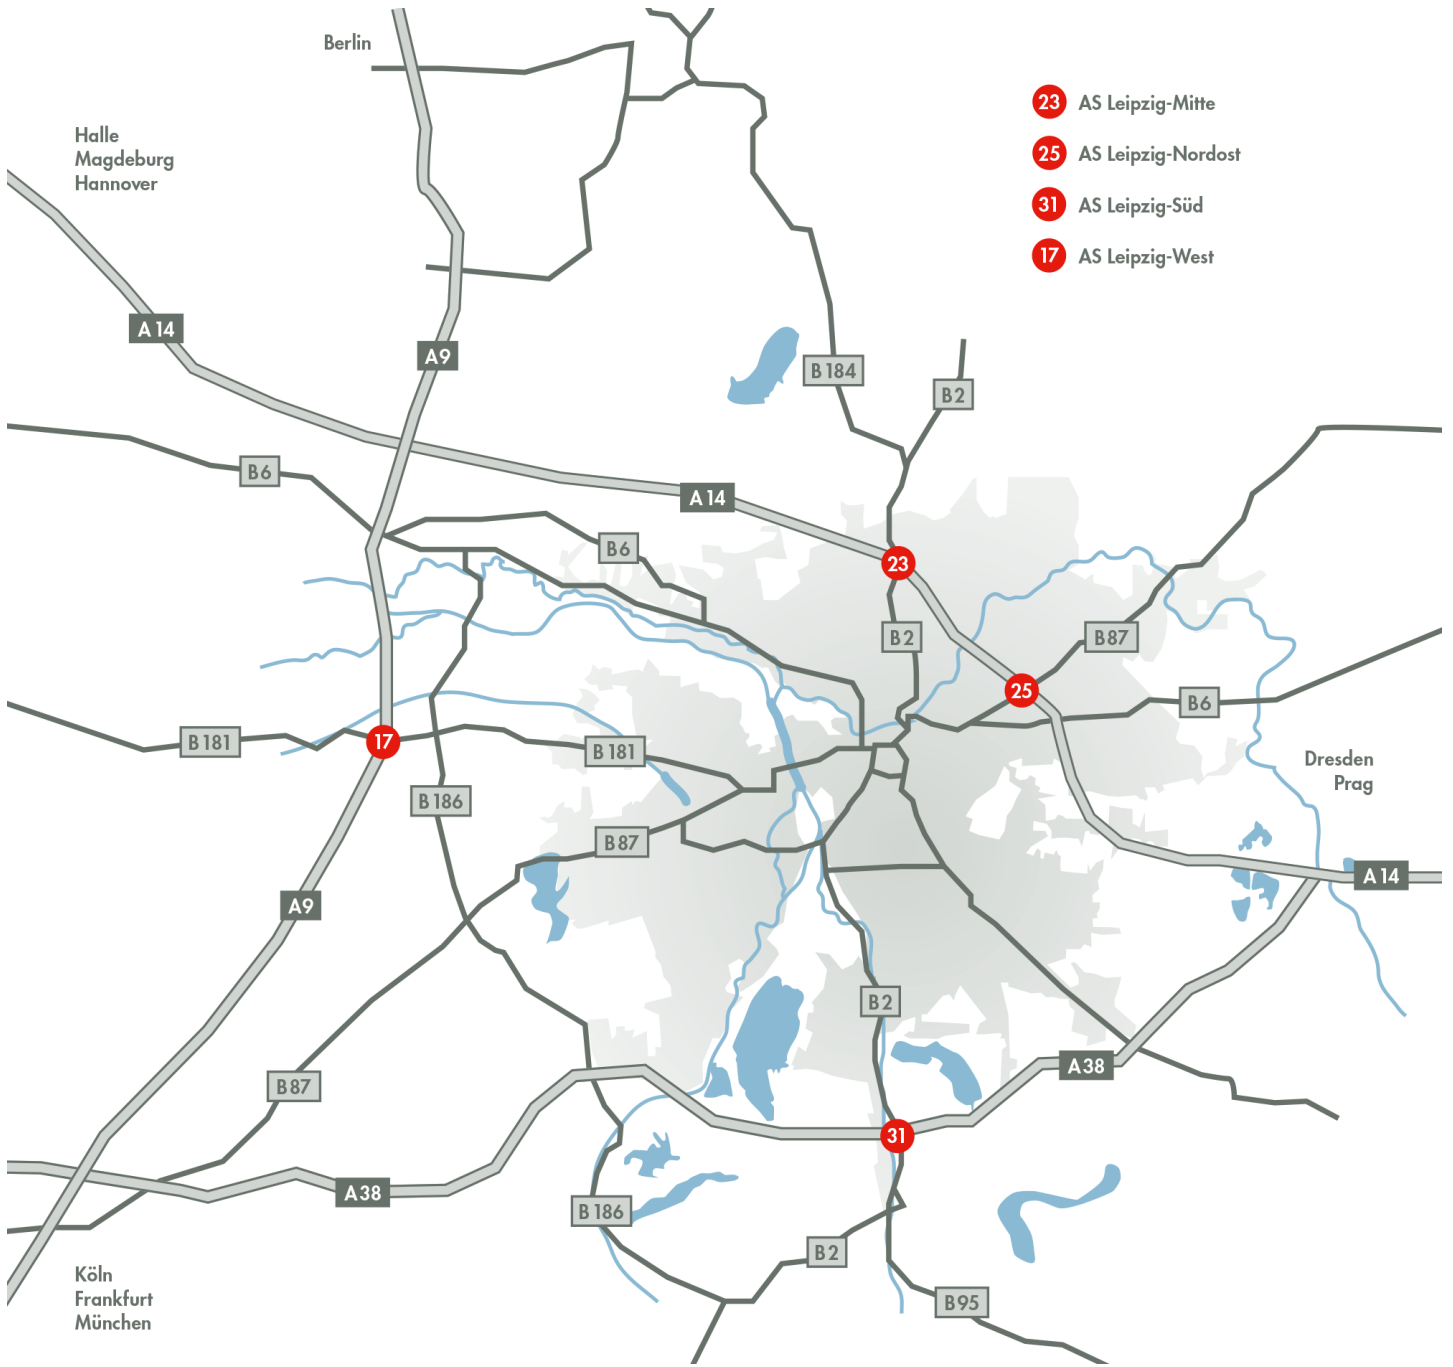 Berlin
23 AS Leipzig-Mitte
Halle
Magdeburg
Hannover
25 AS Leipzig-Nordost
31 AS Leipzig-Süd
17 AS Leipzig-West
A 14
A9
B 184
B2
B6
A 14
B6
23
B2
B87
25
B6
B 181
17
B 181
Dresden
Prag
B 186
B87
A 14
A9
B2
A38
B87
31
A38
B 186
B2
Köln
Frankfurt
München
B95